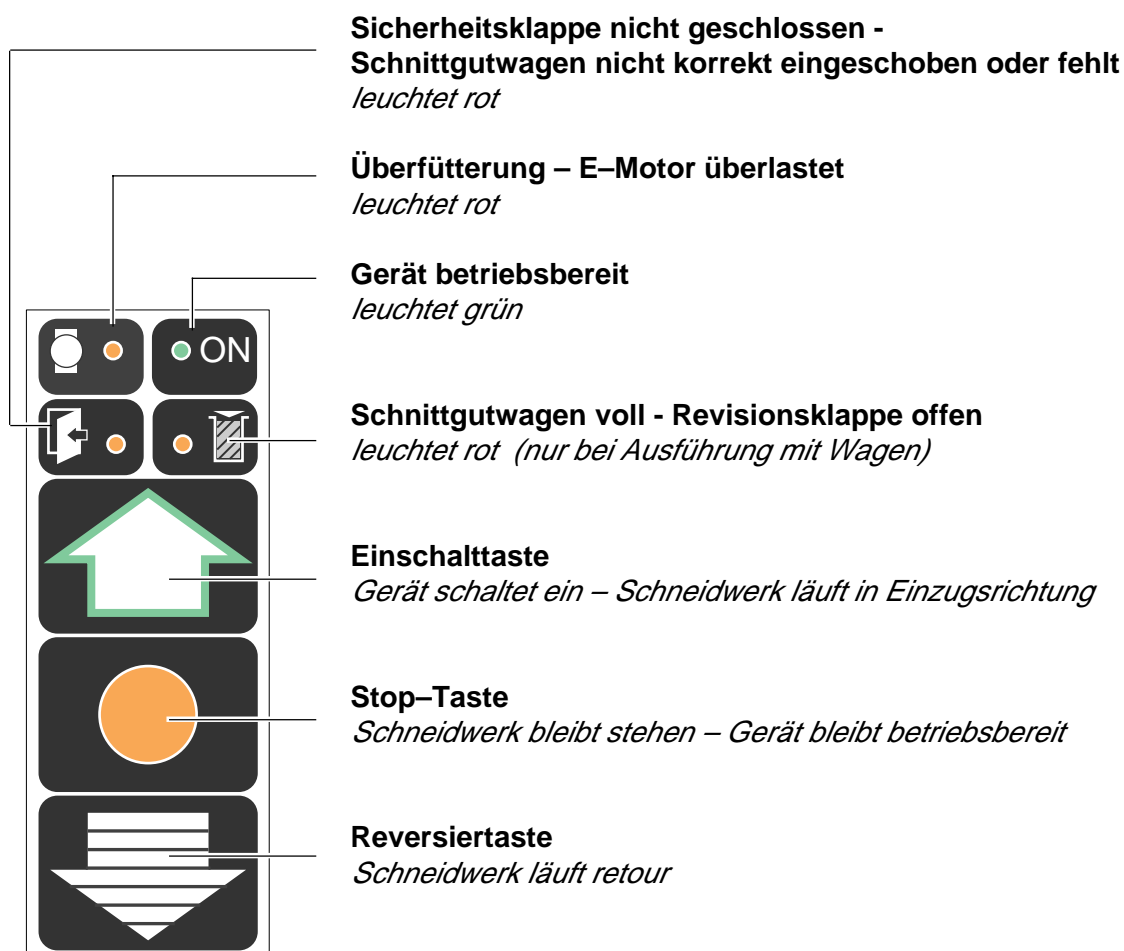 Sicherheitsklappe nicht geschlossen -
Schnittgutwagen nicht korrekt eingeschoben oder fehlt
leuchtet rot
Überfütterung – E–Motor überlastet
leuchtet rot
Gerät betriebsbereit
leuchtet grün
ON
Schnittgutwagen voll - Revisionsklappe offen
leuchtet rot (nur bei Ausführung mit Wagen)
Einschalttaste
Gerät schaltet ein – Schneidwerk läuft in Einzugsrichtung
Stop–Taste
Schneidwerk bleibt stehen – Gerät bleibt betriebsbereit
Reversiertaste
Schneidwerk läuft retour